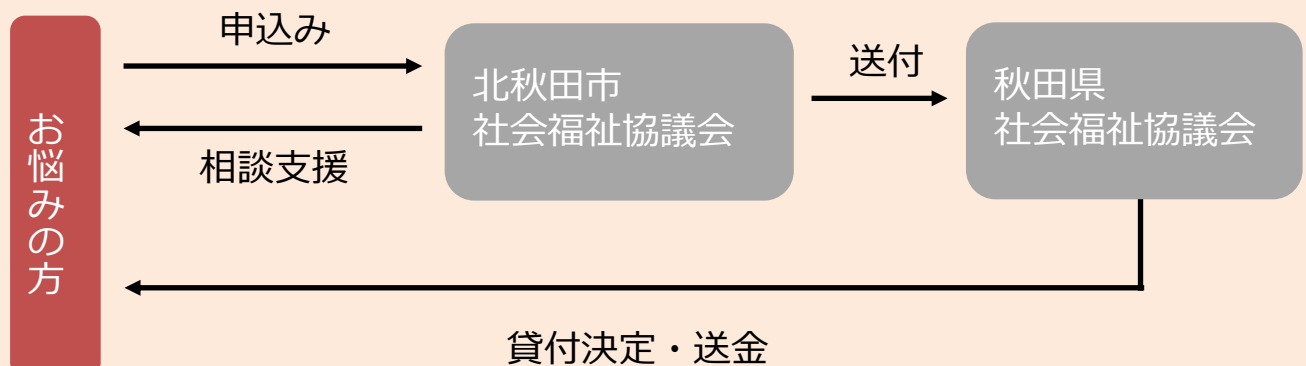 お悩みの方
申込み
相談支援
北秋田市
社会福祉協議会
送付
秋田県
社会福祉協議会
貸付決定・送金